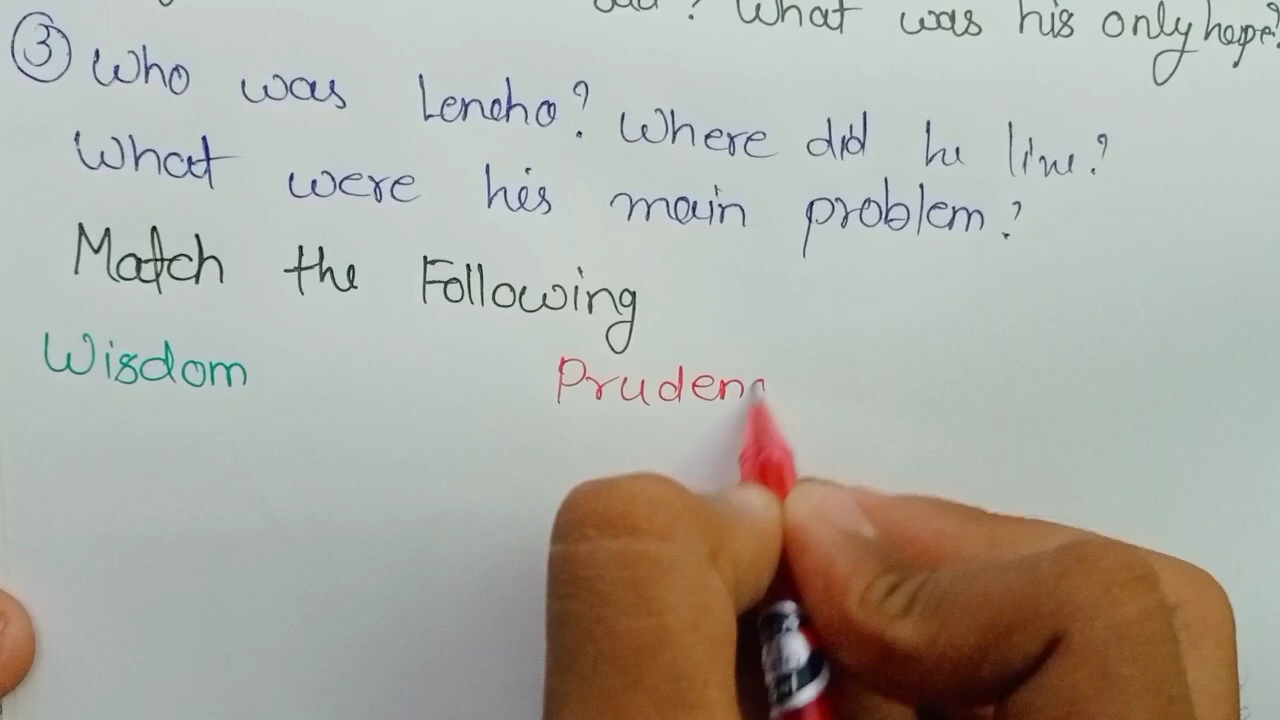 ? What was his only hope?
③ Who was Lencho? Where did he live?
What were his main problem?
Match the Following
Wisdom Prudenc